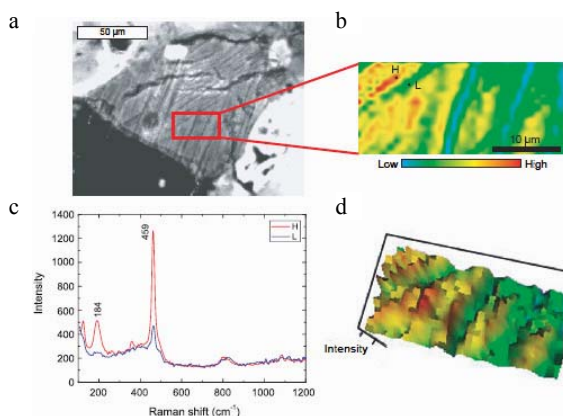 a
50 µm
b
H
L
10 µm
Low High
c
1400
1200
1000
800
600
400
200
0
Intensity
459
184
H
L
200 400 600 800 1000 1200
Raman shift (cm⁻¹)
d
Intensity